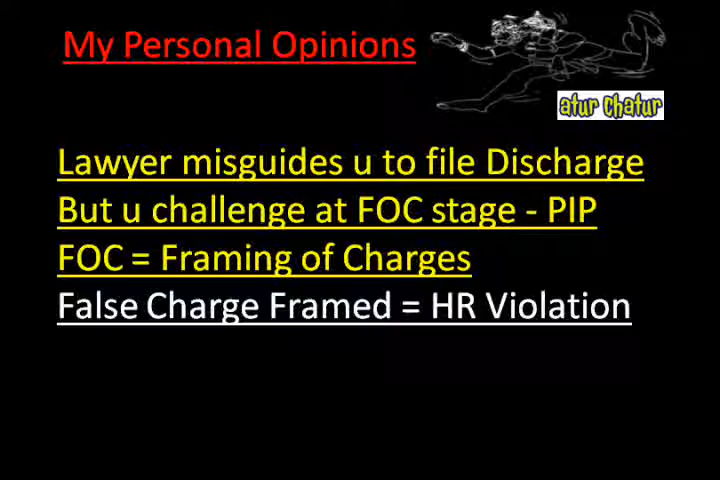 My Personal Opinions
atur chatur
Lawyer misguides u to file Discharge
But u challenge at FOC stage - PIP
FOC = Framing of Charges
False Charge Framed = HR Violation